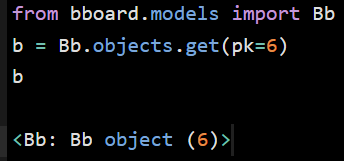 from bboard.models import Bb
b = Bb.objects.get(pk=6)
b
<Bb: Bb object (6)>